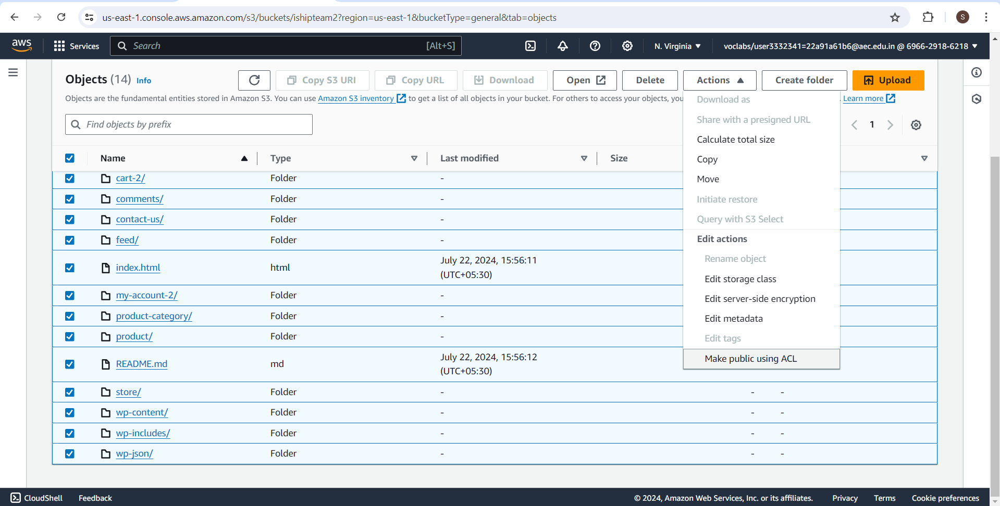 us-east-1.console.aws.amazon.com/s3/buckets/ishipteam2?region=us-east-1&bucketType=general&tab=objects
S
aws
Services
Search
[Alt+S]
N. Virginia
voclabs/user3332341=22a91a61b6@aec.edu.in @ 6966-2918-6218
Objects (14) Info
Copy S3 URI
Copy URL
Download
Open
Delete
Actions
Create folder
Upload
Objects are the fundamental entities stored in Amazon S3. You can use Amazon S3 inventory to get a list of all objects in your bucket. For others to access your objects, you
. Learn more
Find objects by prefix
1
Name Type Last modified Size
cart-2/ Folder -
comments/ Folder -
contact-us/ Folder -
feed/ Folder -
index.html html July 22, 2024, 15:56:11
(UTC+05:30)
my-account-2/ Folder -
product-category/ Folder -
product/ Folder -
README.md md July 22, 2024, 15:56:12
(UTC+05:30)
store/ Folder - - -
wp-content/ Folder - - -
wp-includes/ Folder - - -
wp-json/ Folder - - -
Download as
Share with a presigned URL
Calculate total size
Copy
Move
Initiate restore
Query with S3 Select
Edit actions
Rename object
Edit storage class
Edit server-side encryption
Edit metadata
Edit tags
Make public using ACL
CloudShell
Feedback
© 2024, Amazon Web Services, Inc. or its affiliates.
Privacy
Terms
Cookie preferences